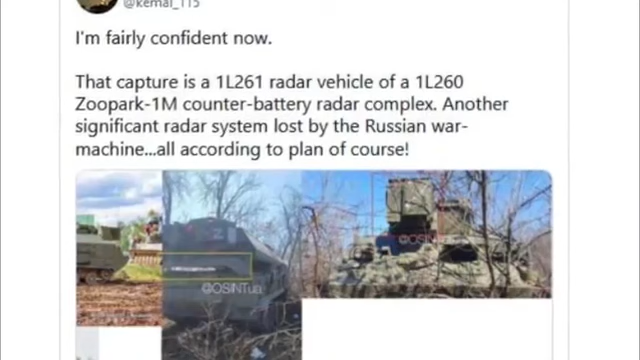 @kemal_115
I'm fairly confident now.
That capture is a 1L261 radar vehicle of a 1L260
Zoopark-1M counter-battery radar complex. Another
significant radar system lost by the Russian war-
machine...all according to plan of course!
Z
@OSINTua
@OSINTua